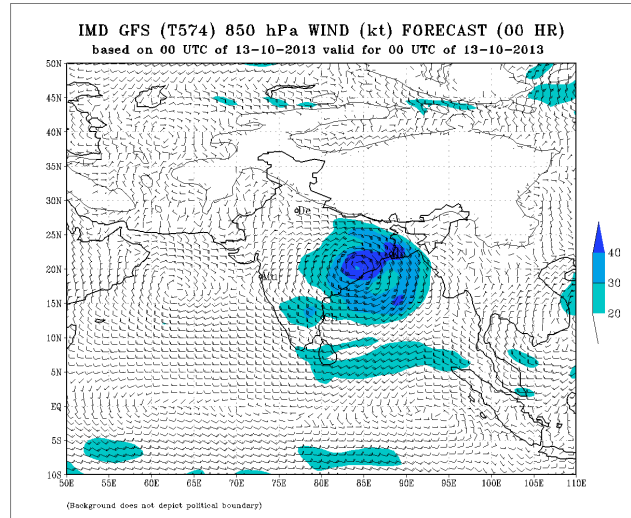 IMD GFS (T574) 850 hPa WIND (kt) FORECAST (00 HR)
based on 00 UTC of 13-10-2013 valid for 00 UTC of 13-10-2013
50N
45N
40N
35N
30N
25N
20N
15N
10N
5N
EQ
5S
10S
De
40
30
20
50E 55E 60E 65E 70E 75E 80E 85E 90E 95E 100E 105E 110E
(Background does not depict political boundary)